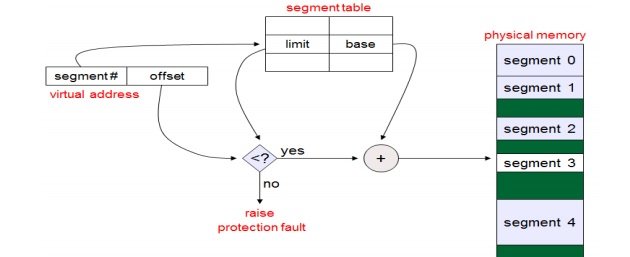 segment table
limit base
segment# offset
virtual address
<? yes
+
no
raise
protection fault
physical memory
segment 0
segment 1
segment 2
segment 3
segment 4